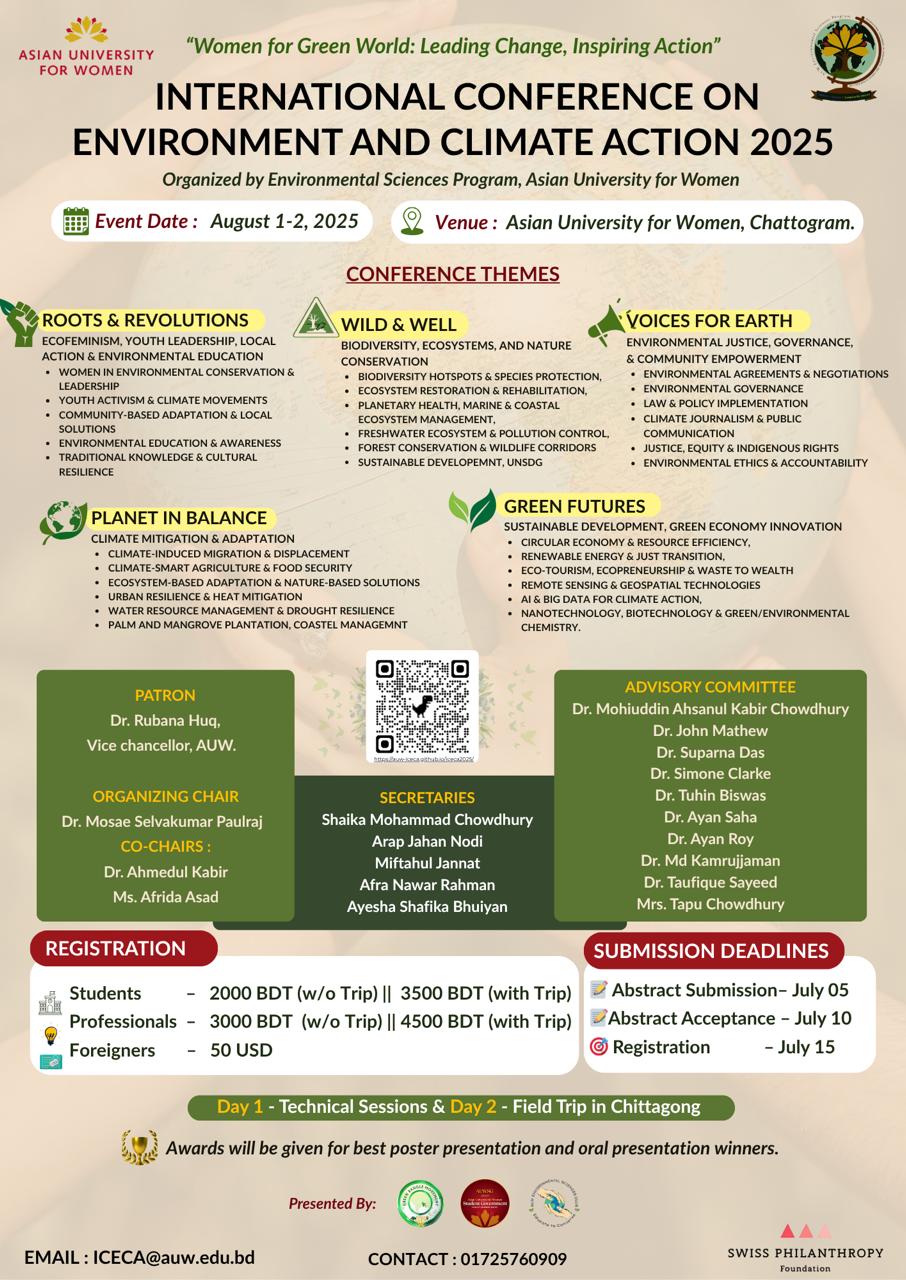 ASIAN UNIVERSITY
FOR WOMEN
“Women for Green World: Leading Change, Inspiring Action”
INTERNATIONAL CONFERENCE ON
ENVIRONMENT AND CLIMATE ACTION 2025
Organized by Environmental Sciences Program, Asian University for Women
Event Date : August 1-2, 2025
Venue : Asian University for Women, Chattogram.
CONFERENCE THEMES
ROOTS & REVOLUTIONS
ECOFEMINISM, YOUTH LEADERSHIP, LOCAL
ACTION & ENVIRONMENTAL EDUCATION
• WOMEN IN ENVIRONMENTAL CONSERVATION &
LEADERSHIP
• YOUTH ACTIVISM & CLIMATE MOVEMENTS
• COMMUNITY-BASED ADAPTATION & LOCAL
SOLUTIONS
• ENVIRONMENTAL EDUCATION & AWARENESS
• TRADITIONAL KNOWLEDGE & CULTURAL
RESILIENCE
WILD & WELL
BIODIVERSITY, ECOSYSTEMS, AND NATURE
CONSERVATION
• BIODIVERSITY HOTSPOTS & SPECIES PROTECTION,
• ECOSYSTEM RESTORATION & REHABILITATION,
• PLANETARY HEALTH, MARINE & COASTAL
ECOSYSTEM MANAGEMENT,
• FRESHWATER ECOSYSTEM & POLLUTION CONTROL,
• FOREST CONSERVATION & WILDLIFE CORRIDORS
• SUSTAINABLE DEVELOPEMNT, UNSDG
VOICES FOR EARTH
ENVIRONMENTAL JUSTICE, GOVERNANCE,
& COMMUNITY EMPOWERMENT
• ENVIRONMENTAL AGREEMENTS & NEGOTIATIONS
• ENVIRONMENTAL GOVERNANCE
• LAW & POLICY IMPLEMENTATION
• CLIMATE JOURNALISM & PUBLIC
COMMUNICATION
• JUSTICE, EQUITY & INDIGENOUS RIGHTS
• ENVIRONMENTAL ETHICS & ACCOUNTABILITY
PLANET IN BALANCE
CLIMATE MITIGATION & ADAPTATION
• CLIMATE-INDUCED MIGRATION & DISPLACEMENT
• CLIMATE-SMART AGRICULTURE & FOOD SECURITY
• ECOSYSTEM-BASED ADAPTATION & NATURE-BASED SOLUTIONS
• URBAN RESILIENCE & HEAT MITIGATION
• WATER RESOURCE MANAGEMENT & DROUGHT RESILIENCE
• PALM AND MANGROVE PLANTATION, COASTEL MANAGEMNT
GREEN FUTURES
SUSTAINABLE DEVELOPMENT, GREEN ECONOMY INNOVATION
• CIRCULAR ECONOMY & RESOURCE EFFICIENCY,
• RENEWABLE ENERGY & JUST TRANSITION,
• ECO-TOURISM, ECOPRENEURSHIP & WASTE TO WEALTH
• REMOTE SENSING & GEOSPATIAL TECHNOLOGIES
• AI & BIG DATA FOR CLIMATE ACTION,
• NANOTECHNOLOGY, BIOTECHNOLOGY & GREEN/ENVIRONMENTAL
CHEMISTRY.
PATRON
Dr. Rubana Huq,
Vice chancellor, AUW.
ORGANIZING CHAIR
Dr. Mosae Selvakumar Paulraj
CO-CHAIRS :
Dr. Ahmedul Kabir
Ms. Afrida Asad
https://auw-iceca.github.io/iceca2025/
SECRETARIES
Shaika Mohammad Chowdhury
Arap Jahan Nodi
Miftahul Jannat
Afra Nawar Rahman
Ayesha Shafika Bhuiyan
ADVISORY COMMITTEE
Dr. Mohiuddin Ahsanul Kabir Chowdhury
Dr. John Mathew
Dr. Suparna Das
Dr. Simone Clarke
Dr. Tuhin Biswas
Dr. Ayan Saha
Dr. Ayan Roy
Dr. Md Kamrujjaman
Dr. Taufique Sayeed
Mrs. Tapu Chowdhury
REGISTRATION
Students – 2000 BDT (w/o Trip) || 3500 BDT (with Trip)
Professionals – 3000 BDT (w/o Trip) || 4500 BDT (with Trip)
Foreigners – 50 USD
SUBMISSION DEADLINES
Abstract Submission– July 05
Abstract Acceptance – July 10
Registration – July 15
Day 1 - Technical Sessions & Day 2 - Field Trip in Chittagong
Awards will be given for best poster presentation and oral presentation winners.
Presented By:
EMAIL : ICECA@auw.edu.bd
CONTACT : 01725760909
SWISS PHILANTHROPY
Foundation